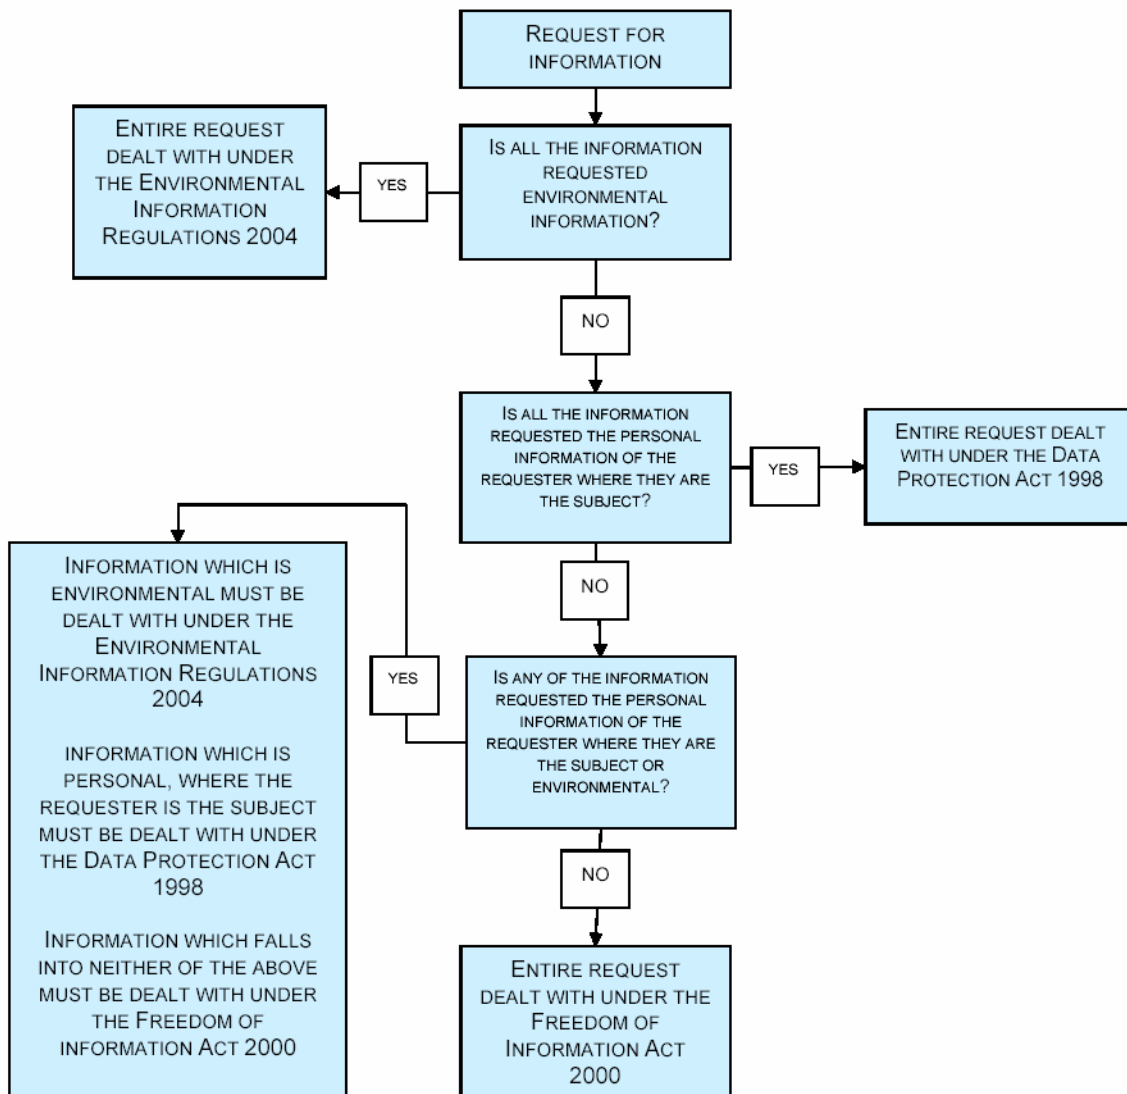 REQUEST FOR
INFORMATION
ENTIRE REQUEST
DEALT WITH UNDER
THE ENVIRONMENTAL
INFORMATION
REGULATIONS 2004
YES
IS ALL THE INFORMATION
REQUESTED
ENVIRONMENTAL
INFORMATION?
NO
IS ALL THE INFORMATION
REQUESTED THE PERSONAL
INFORMATION OF THE
REQUESTER WHERE THEY ARE
THE SUBJECT?
YES
ENTIRE REQUEST DEALT
WITH UNDER THE DATA
PROTECTION ACT 1998
NO
INFORMATION WHICH IS
ENVIRONMENTAL MUST BE
DEALT WITH UNDER THE
ENVIRONMENTAL
INFORMATION REGULATIONS
2004
INFORMATION WHICH IS
PERSONAL, WHERE THE
REQUESTER IS THE SUBJECT
MUST BE DEALT WITH UNDER
THE DATA PROTECTION ACT
1998
INFORMATION WHICH FALLS
INTO NEITHER OF THE ABOVE
MUST BE DEALT WITH UNDER
THE FREEDOM OF
INFORMATION ACT 2000
YES
IS ANY OF THE INFORMATION
REQUESTED THE PERSONAL
INFORMATION OF THE
REQUESTER WHERE THEY ARE
THE SUBJECT OR
ENVIRONMENTAL?
NO
ENTIRE REQUEST
DEALT WITH UNDER THE
FREEDOM OF
INFORMATION ACT
2000